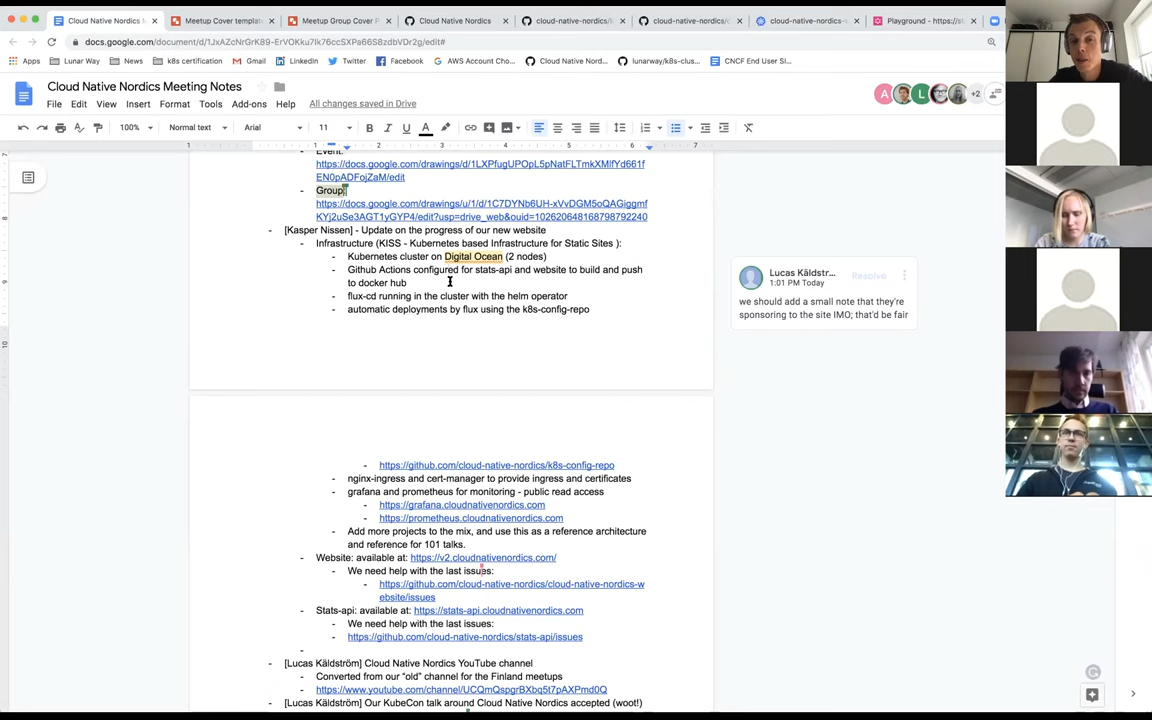 Cloud Native Nordics M
Meetup Cover template
Meetup Group Cover P
Cloud Native Nordics
cloud-native-nordics/
cloud-native-nordics/
cloud-native-nordics-
Playground - https://s
docs.google.com/document/d/1JxAZcNrGrK89-ErVOKku7Ik76ccSXPa66S8zdbVDr2g/edit#
Apps
Lunar Way
News
k8s certification
Gmail
LinkedIn
Twitter
Facebook
AWS Account Cho...
Cloud Native Nord...
lunarway/k8s-clus...
CNCF End User SI...
Cloud Native Nordics Meeting Notes
File Edit View Insert Format Tools Add-ons Help All changes saved in Drive
A
L
+2
100% Normal text Arial 11 B I U A
1 1 2 3 4 5 6 7
- Event:
https://docs.google.com/drawings/d/1LXPfugUPOpL5pNatFLTmkXMlfYd661f
EN0pADFojZaM/edit
- Group:
https://docs.google.com/drawings/u/1/d/1C7DYNb6UH-xVvDGM5oQAGiggmf
KYj2uSe3AGT1yGYP4/edit?usp=drive_web&ouid=102620648168798792240
- [Kasper Nissen] - Update on the progress of our new website
- Infrastructure (KISS - Kubernetes based Infrastructure for Static Sites ):
- Kubernetes cluster on Digital Ocean (2 nodes)
- Github Actions configured for stats-api and website to build and push
to docker hub
- flux-cd running in the cluster with the helm operator
- automatic deployments by flux using the k8s-config-repo
Lucas Käldstr...
Resolve
1:01 PM Today
we should add a small note that they're
sponsoring to the site IMO; that'd be fair
- https://github.com/cloud-native-nordics/k8s-config-repo
- nginx-ingress and cert-manager to provide ingress and certificates
- grafana and prometheus for monitoring - public read access
- https://grafana.cloudnativenordics.com
- https://prometheus.cloudnativenordics.com
- Add more projects to the mix, and use this as a reference architecture
and reference for 101 talks.
- Website: available at: https://v2.cloudnativenordics.com/
- We need help with the last issues:
- https://github.com/cloud-native-nordics/cloud-native-nordics-w
ebsite/issues
- Stats-api: available at: https://stats-api.cloudnativenordics.com
- We need help with the last issues:
- https://github.com/cloud-native-nordics/stats-api/issues
-
- [Lucas Käldström] Cloud Native Nordics YouTube channel
- Converted from our “old” channel for the Finland meetups
- https://www.youtube.com/channel/UCQmQspgrBXbq5t7pAXPmd0Q
- [Lucas Käldström] Our KubeCon talk around Cloud Native Nordics accepted (woot!)